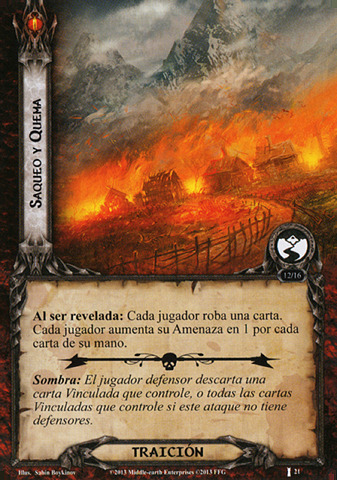 SAQUEO Y QUEMA
12/16
Al ser revelada: Cada jugador roba una carta.
Cada jugador aumenta su Amenaza en 1 por cada
carta de su mano.
Sombra: El jugador defensor descarta una
carta Vinculada que controle, o todas las cartas
Vinculadas que controle si este ataque no tiene
defensores.
TRAICIÓN
Illus. Sabin Boykinov ©2013 Middle-earth Enterprises ©2013 FFG 21